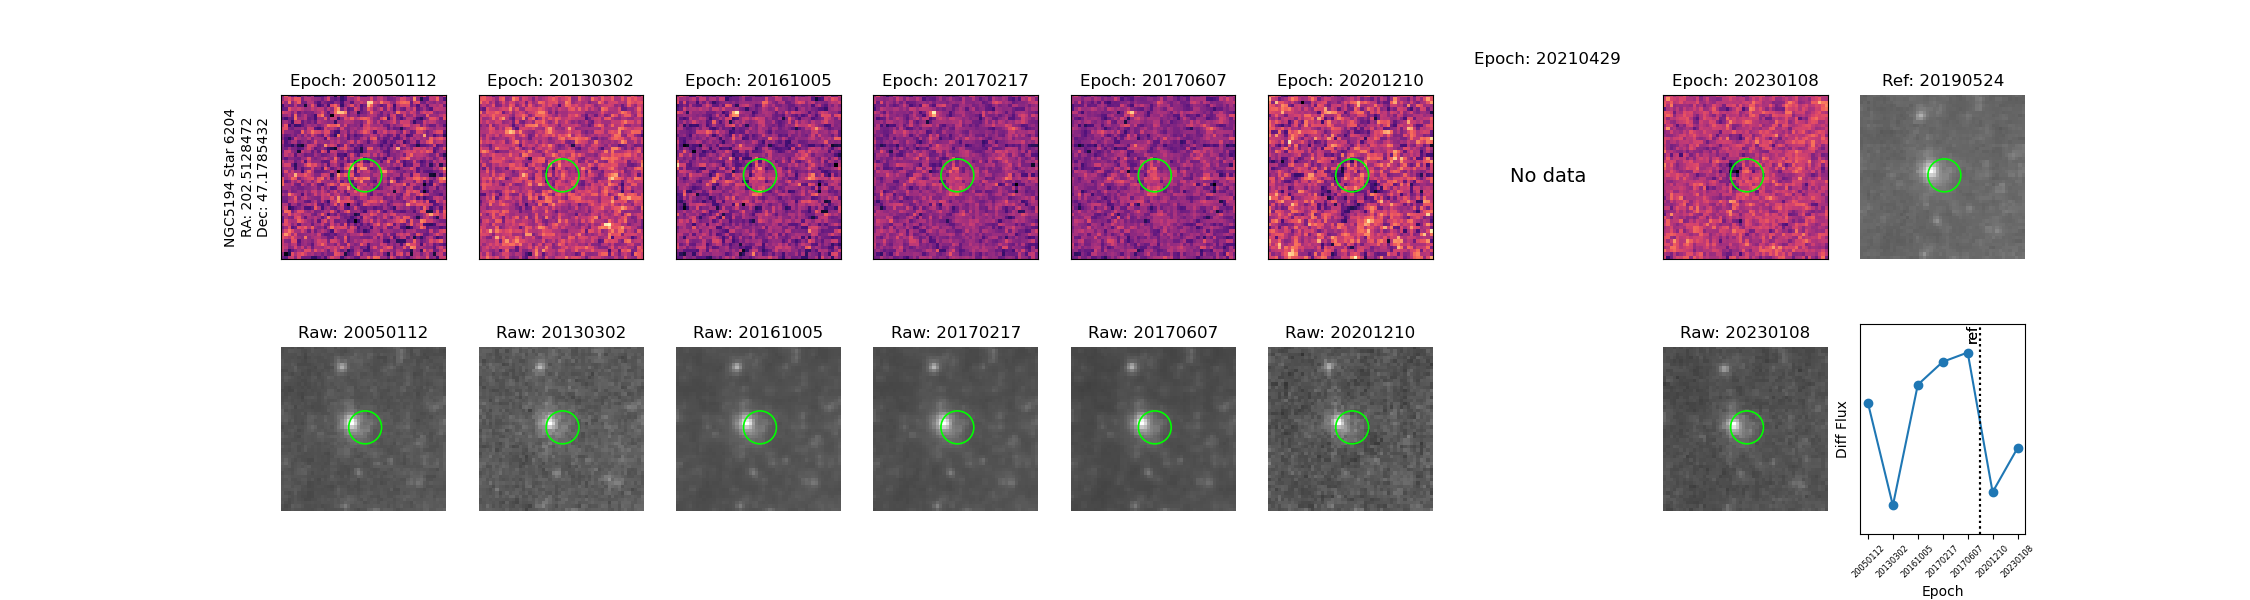 Epoch: 20210429
Epoch: 20050112
Epoch: 20130302
Epoch: 20161005
Epoch: 20170217
Epoch: 20170607
Epoch: 20201210
Epoch: 20230108
Ref: 20190524
NGC5194 Star 6204
RA: 202.5128472
Dec: 47.1785432
No data
Raw: 20050112
Raw: 20130302
Raw: 20161005
Raw: 20170217
Raw: 20170607
Raw: 20201210
Raw: 20230108
ref
Diff Flux
20050112
20130302
20161005
20170217
20170607
20201210
20230108
Epoch